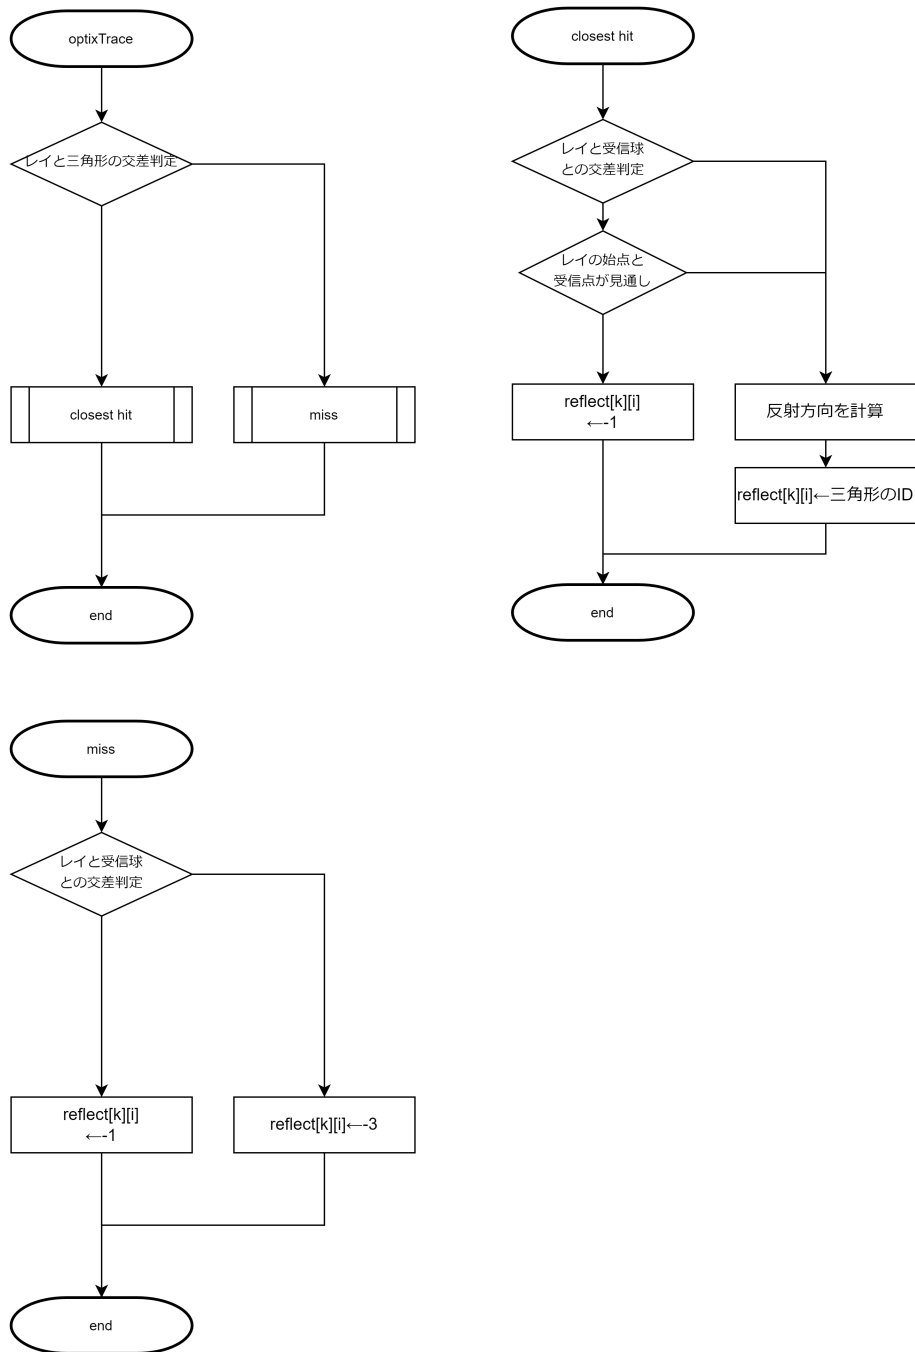 optixTrace
レイと三角形の交差判定
closest hit
miss
end
closest hit
レイと受信球
との交差判定
レイの始点と
受信点が見通し
reflect[k][i]
←-1
反射方向を計算
reflect[k][i]←三角形のID
end
miss
レイと受信球
との交差判定
reflect[k][i]
←-1
reflect[k][i]←-3
end